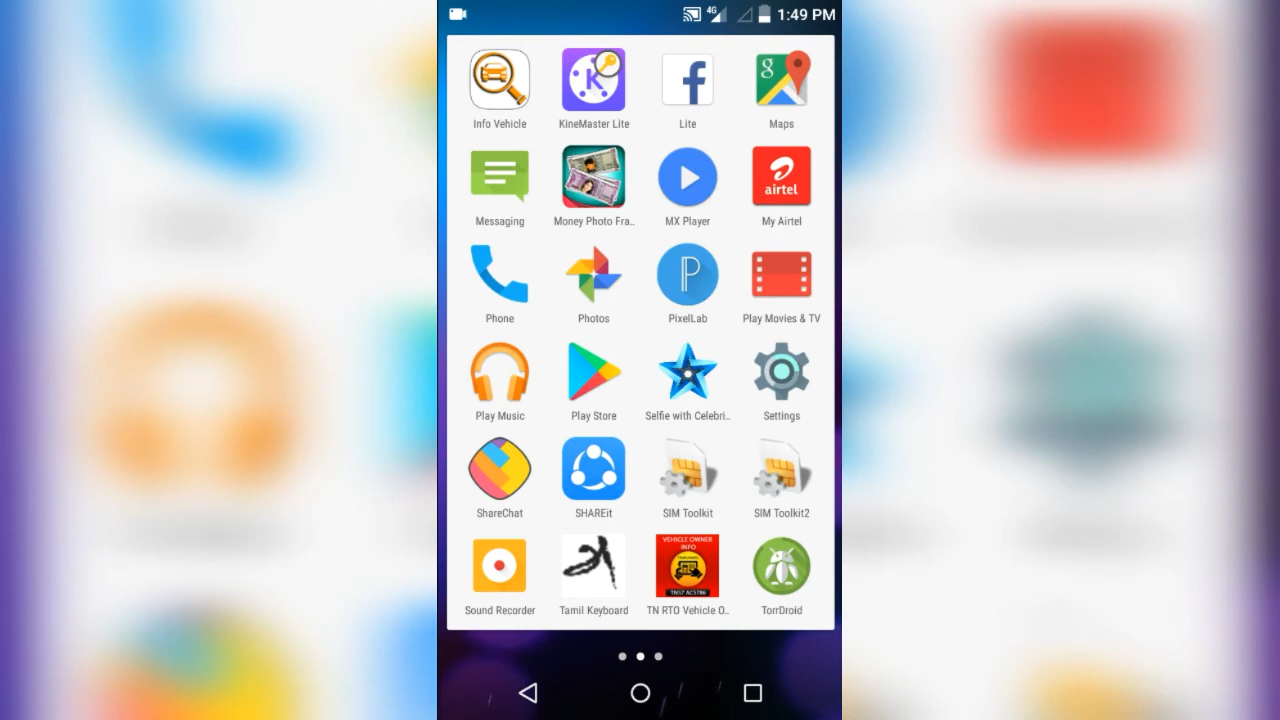 4G 1:49 PM
Info Vehicle KineMaster Lite Lite Maps
airtel
Messaging Money Photo Fra.. MX Player My Airtel
Phone Photos PixelLab Play Movies & TV
Play Music Play Store Selfie with Celebri.. Settings
ShareChat SHAREit SIM Toolkit SIM Toolkit2
VEHICLE OWNER
INFO
TN57 AC5786
Sound Recorder Tamil Keyboard TN RTO Vehicle O.. TorrDroid